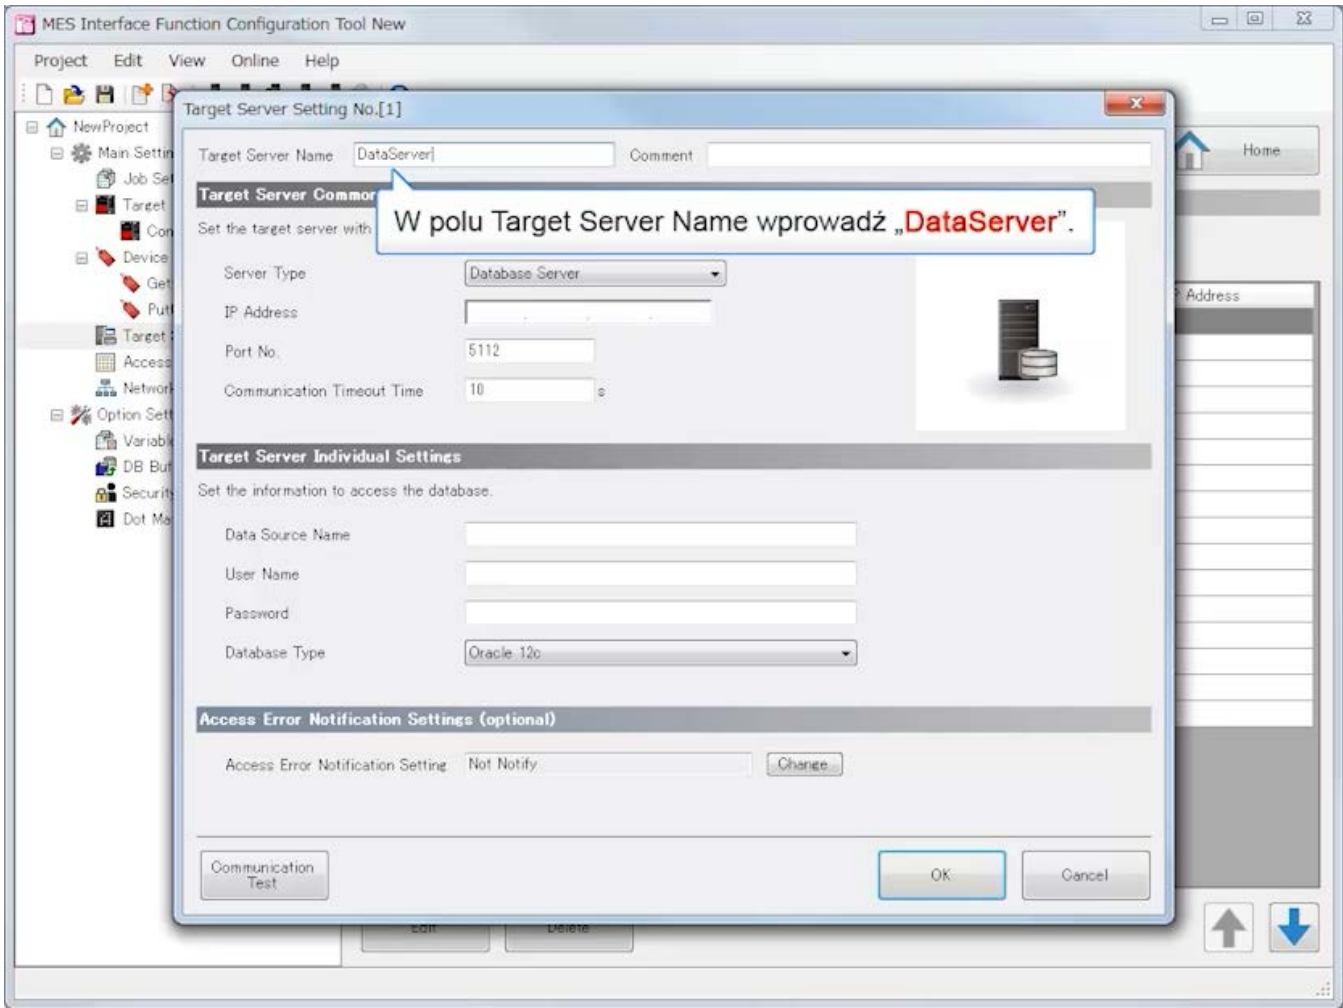 MES Interface Function Configuration Tool New
Project Edit View Online Help
Target Server Setting No.[1]
NewProject
Main Settin
Job Set
Target
Con
Device
Get
Put
Target
Access
Network
Option Sett
Variabl
DB Buf
Security
Dot Ma
Target Server Name DataServer Comment
Target Server Common
W polu Target Server Name wprowadź „DataServer”.
Set the target server with
Server Type Database Server
IP Address
Port No. 5112
Communication Timeout Time 10 s
Target Server Individual Settings
Set the information to access the database.
Data Source Name
User Name
Password
Database Type Oracle 12c
Access Error Notification Settings (optional)
Access Error Notification Setting Not Notify Change
Communication
Test
OK Cancel
Home
Address
Edit Delete